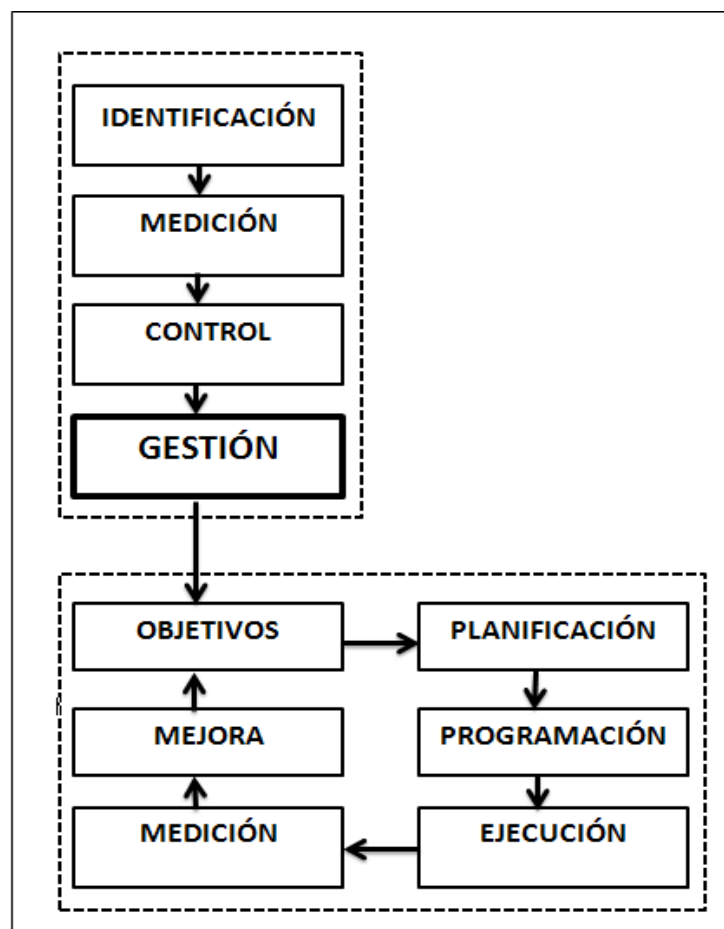 IDENTIFICACIÓN
MEDICIÓN
CONTROL
GESTIÓN
OBJETIVOS
PLANIFICACIÓN
MEJORA
PROGRAMACIÓN
MEDICIÓN
EJECUCIÓN